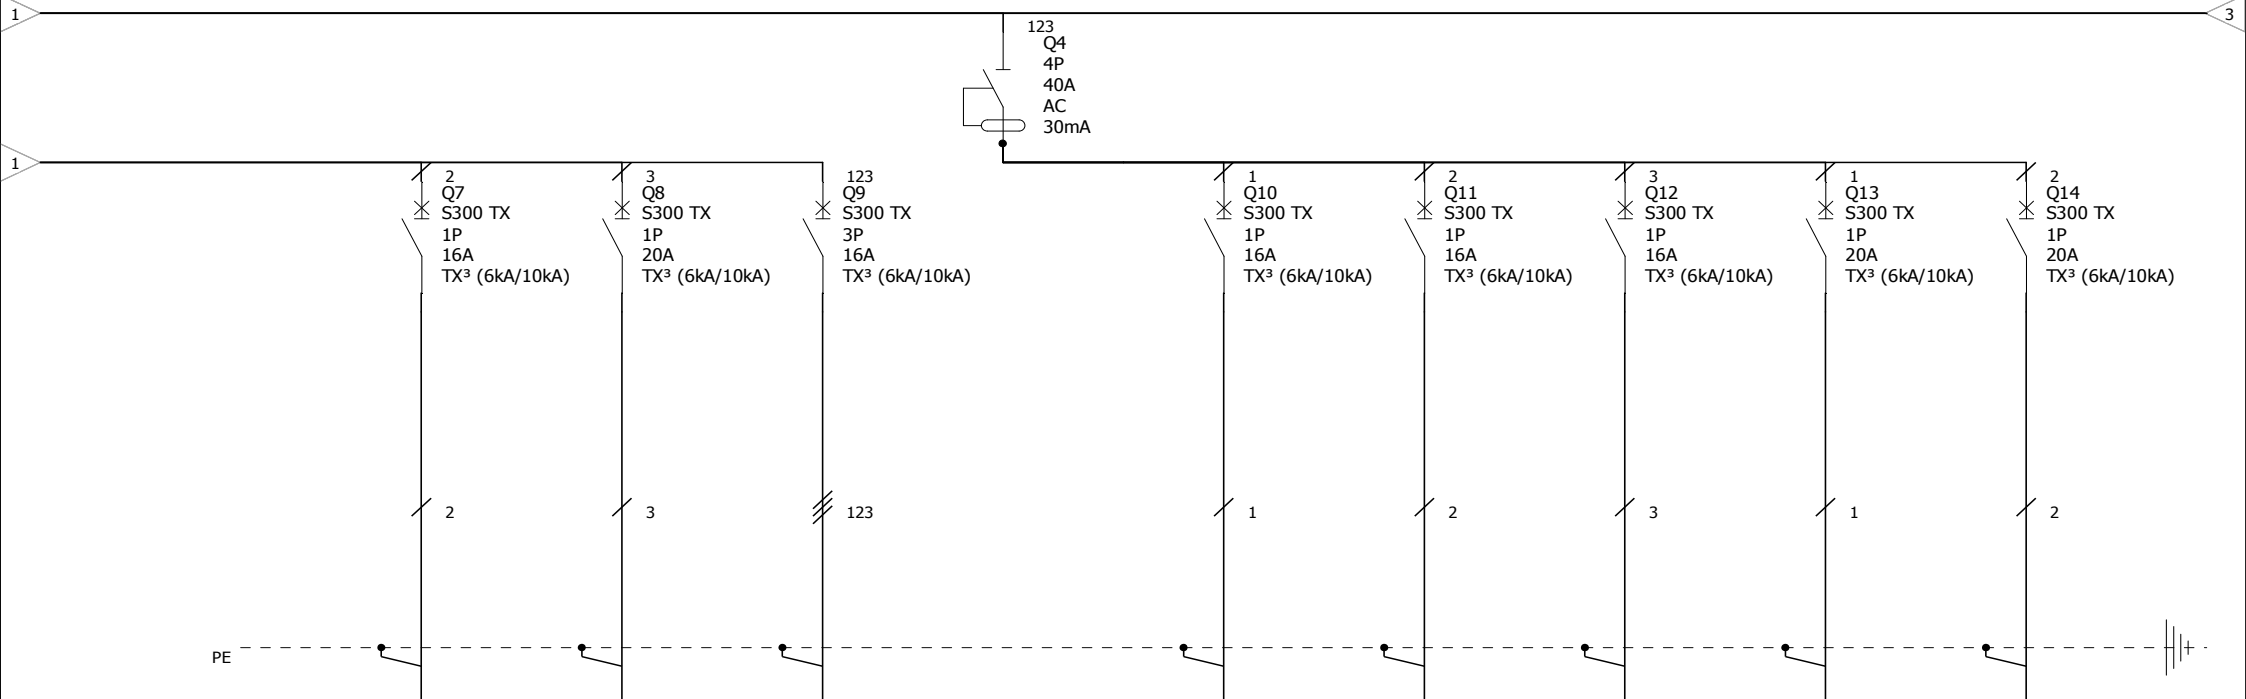 1
3
123
Q4
4P
40A
AC
30mA
1
2
Q7
S300 TX
1P
16A
TX³ (6kA/10kA)
3
Q8
S300 TX
1P
20A
TX³ (6kA/10kA)
123
Q9
S300 TX
3P
16A
TX³ (6kA/10kA)
1
Q10
S300 TX
1P
16A
TX³ (6kA/10kA)
2
Q11
S300 TX
1P
16A
TX³ (6kA/10kA)
3
Q12
S300 TX
1P
16A
TX³ (6kA/10kA)
1
Q13
S300 TX
1P
20A
TX³ (6kA/10kA)
2
Q14
S300 TX
1P
20A
TX³ (6kA/10kA)
2
3
123
1
2
3
1
2
PE